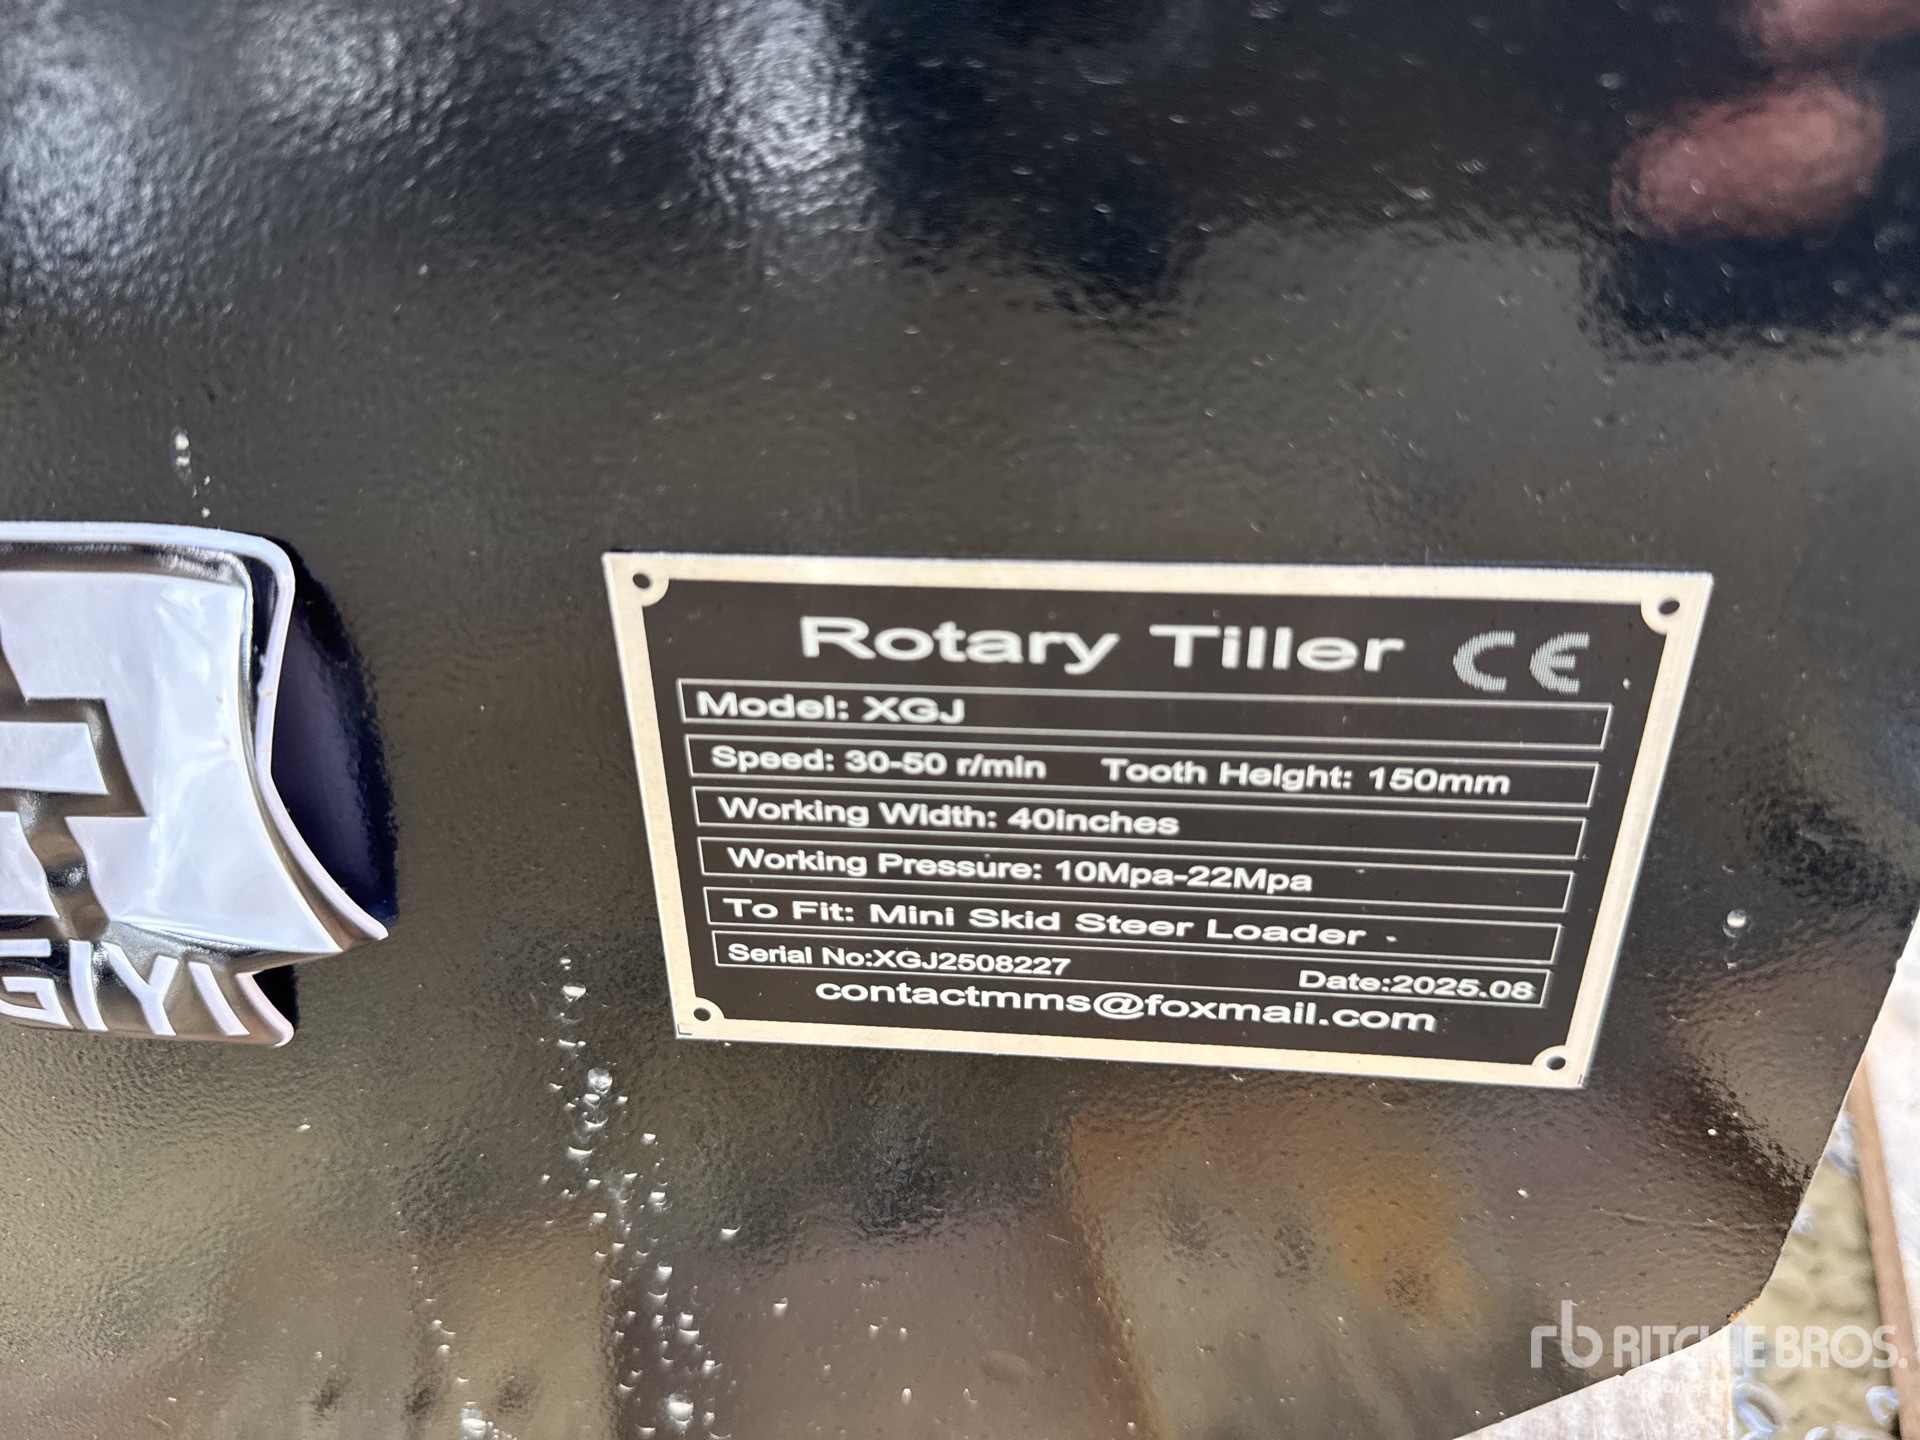 Rotary Tiller CE
Model: XGJ
Speed: 30-50 r/min Tooth Height: 150mm
Working Width: 40inches
Working Pressure: 10Mpa-22Mpa
To Fit: Mini Skid Steer Loader
Serial No:XGJ2508227 Date:2025.08
contactmms@foxmail.com
GIYI
rb RITCHIE BROS.